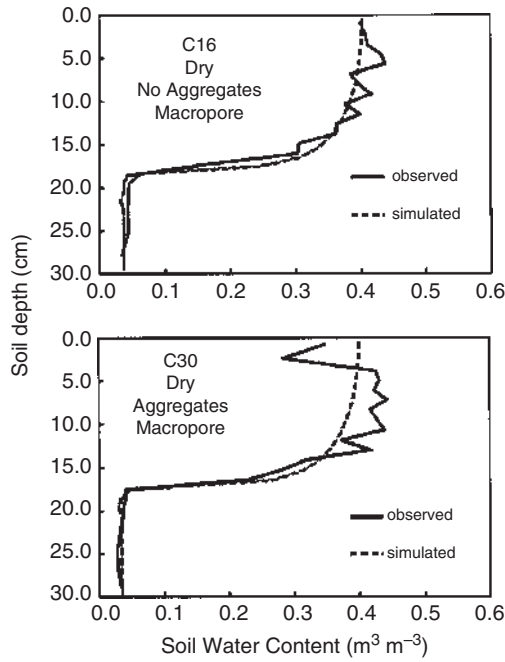 0.0
5.0
10.0
15.0
20.0
25.0
30.0
C16
Dry
No Aggregates
Macropore
observed
simulated
0.0 0.1 0.2 0.3 0.4 0.5 0.6
Soil depth (cm)
0.0
5.0
10.0
15.0
20.0
25.0
30.0
C30
Dry
Aggregates
Macropore
observed
simulated
0.0 0.1 0.2 0.3 0.4 0.5 0.6
Soil Water Content (m³ m⁻³)